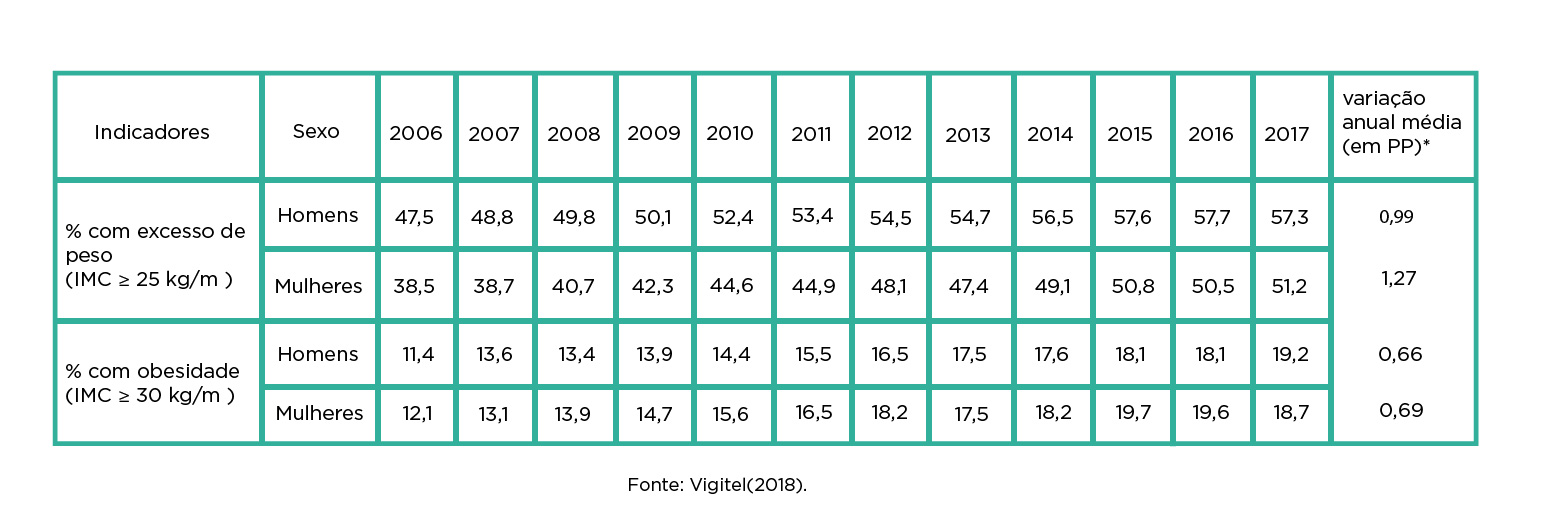 Indicadores Sexo 2006 2007 2008 2009 2010 2011 2012 2013 2014 2015 2016 2017 variação
anual média
(em PP)*
% com excesso de
peso
(IMC ≥ 25 kg/m )
Homens 47,5 48,8 49,8 50,1 52,4 53,4 54,5 54,7 56,5 57,6 57,7 57,3 0,99
Mulheres 38,5 38,7 40,7 42,3 44,6 44,9 48,1 47,4 49,1 50,8 50,5 51,2 1,27
% com obesidade
(IMC ≥ 30 kg/m )
Homens 11,4 13,6 13,4 13,9 14,4 15,5 16,5 17,5 17,6 18,1 18,1 19,2 0,66
Mulheres 12,1 13,1 13,9 14,7 15,6 16,5 18,2 17,5 18,2 19,7 19,6 18,7 0,69
Fonte: Vigitel(2018).